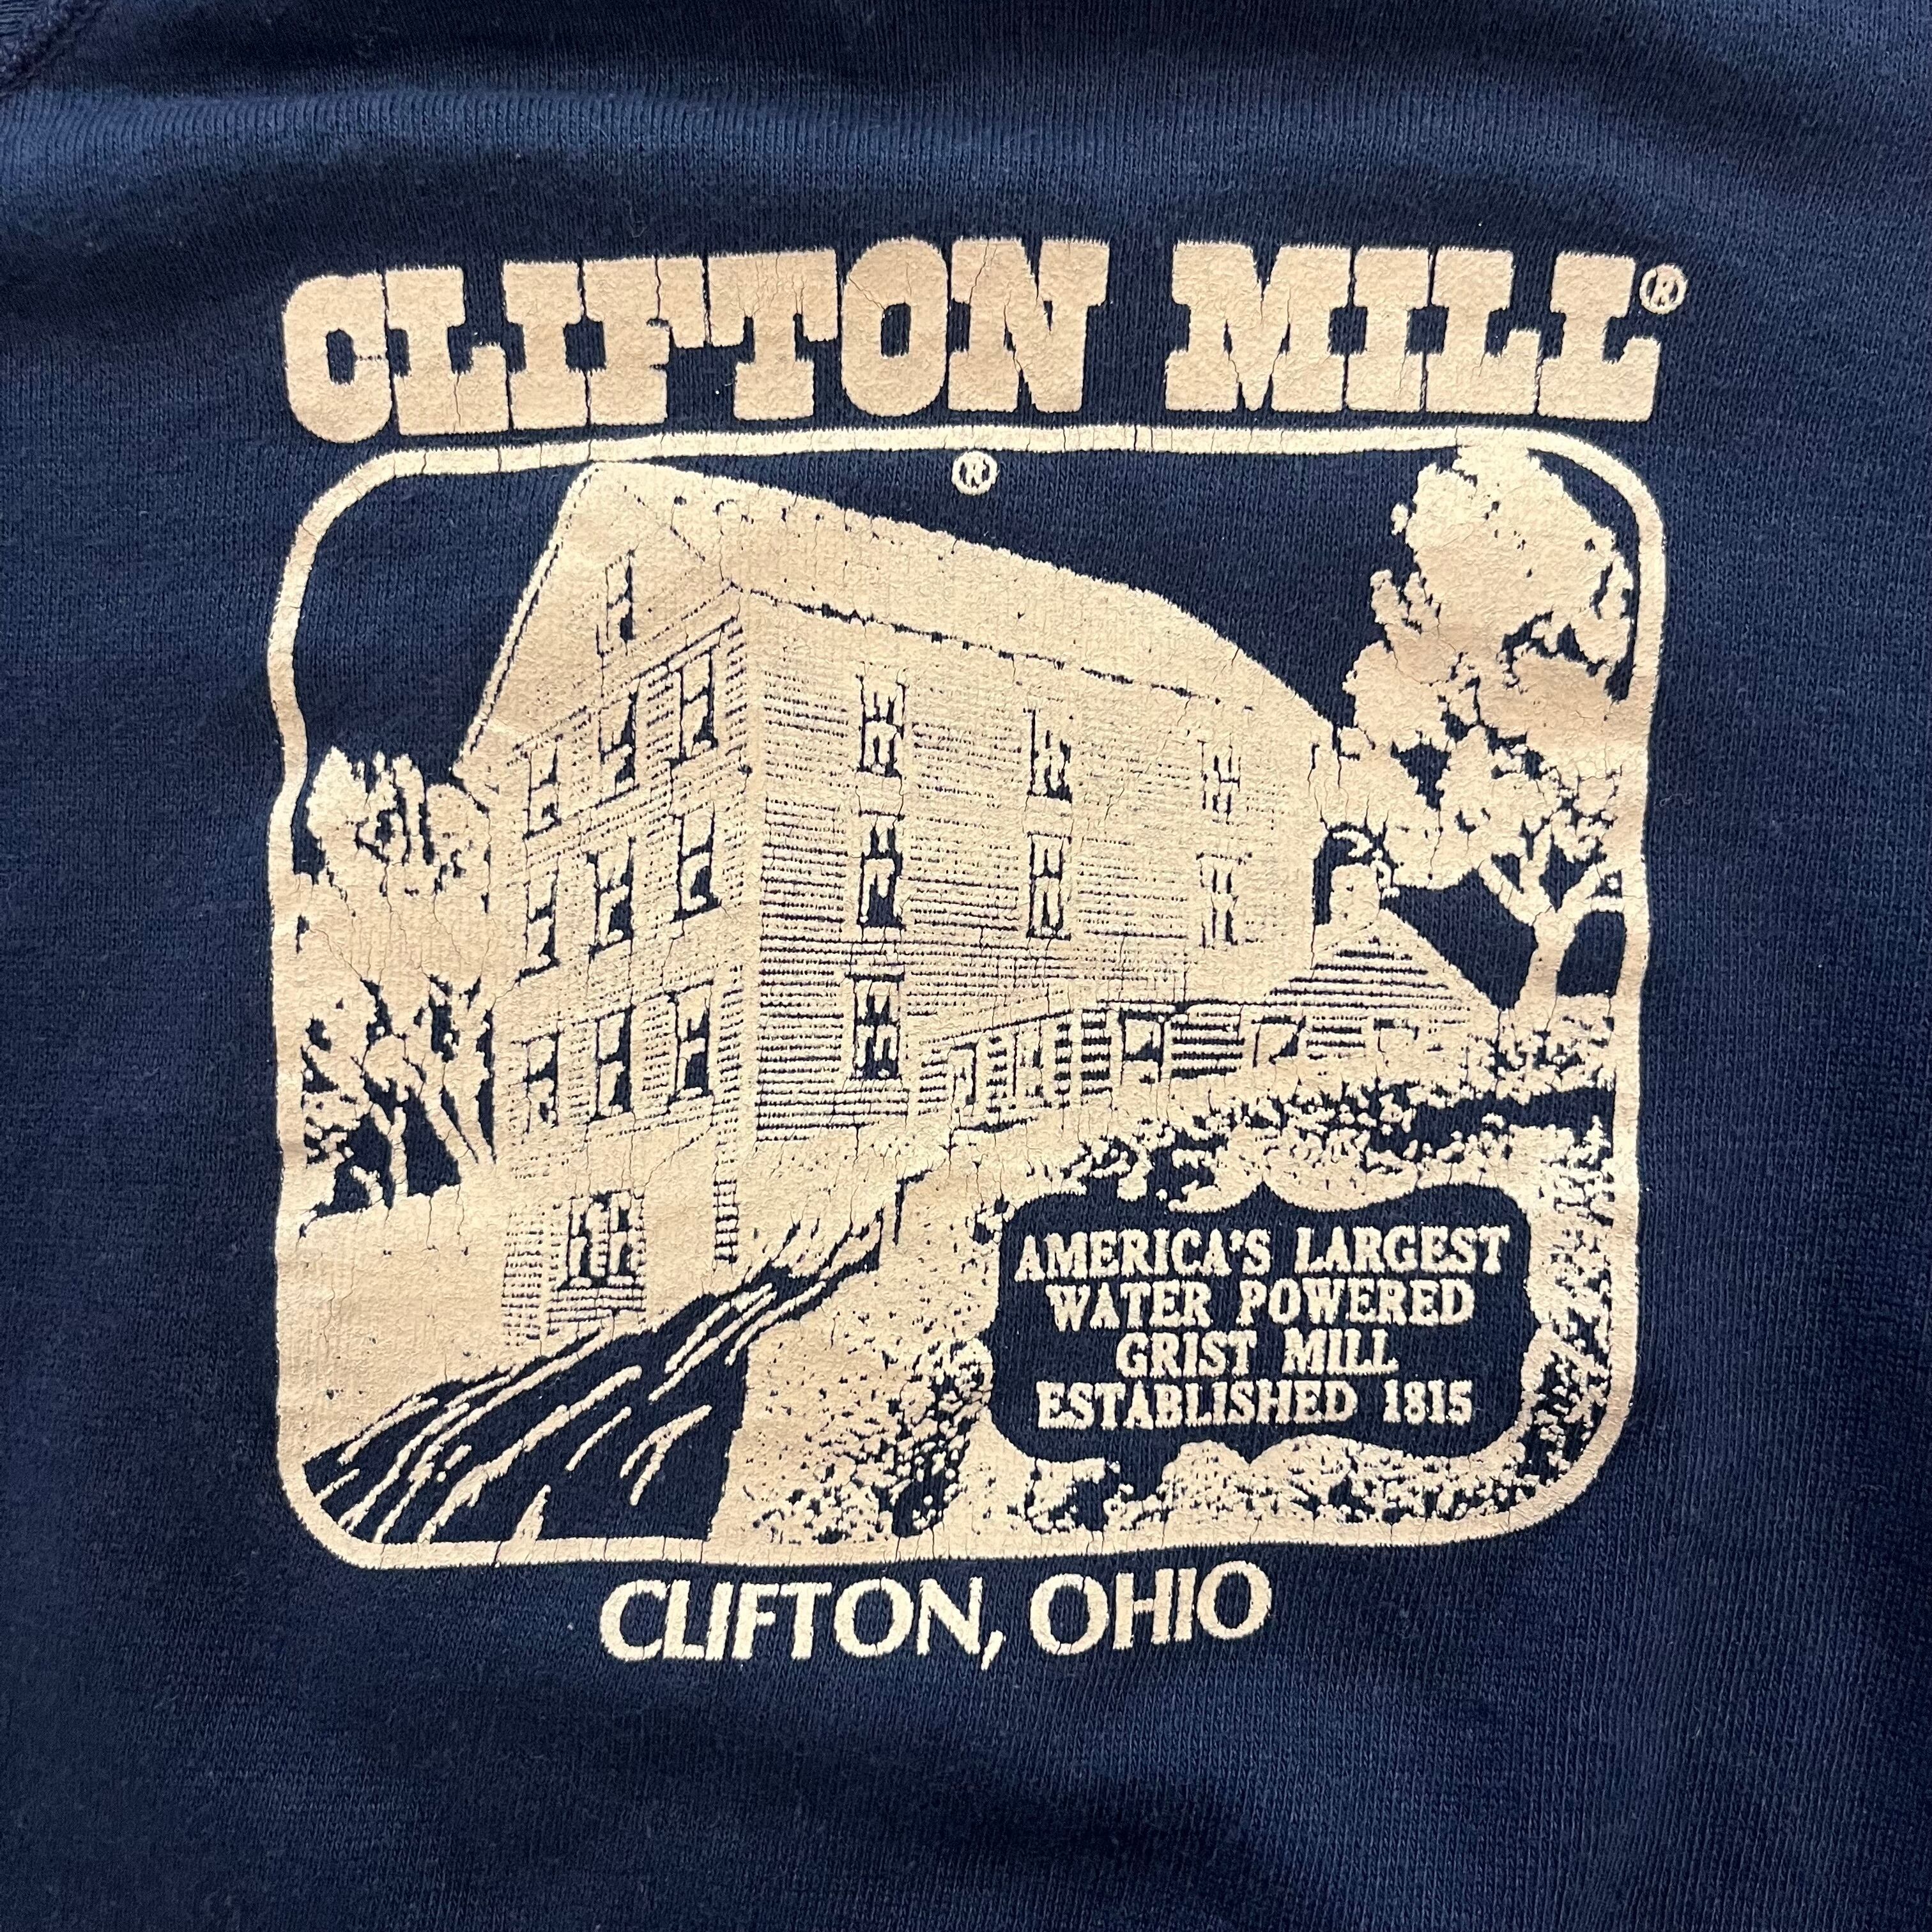 CLIFTON MILL®
®
AMERICA'S LARGEST
WATER POWERED
GRIST MILL
ESTABLISHED 1815
CLIFTON, OHIO